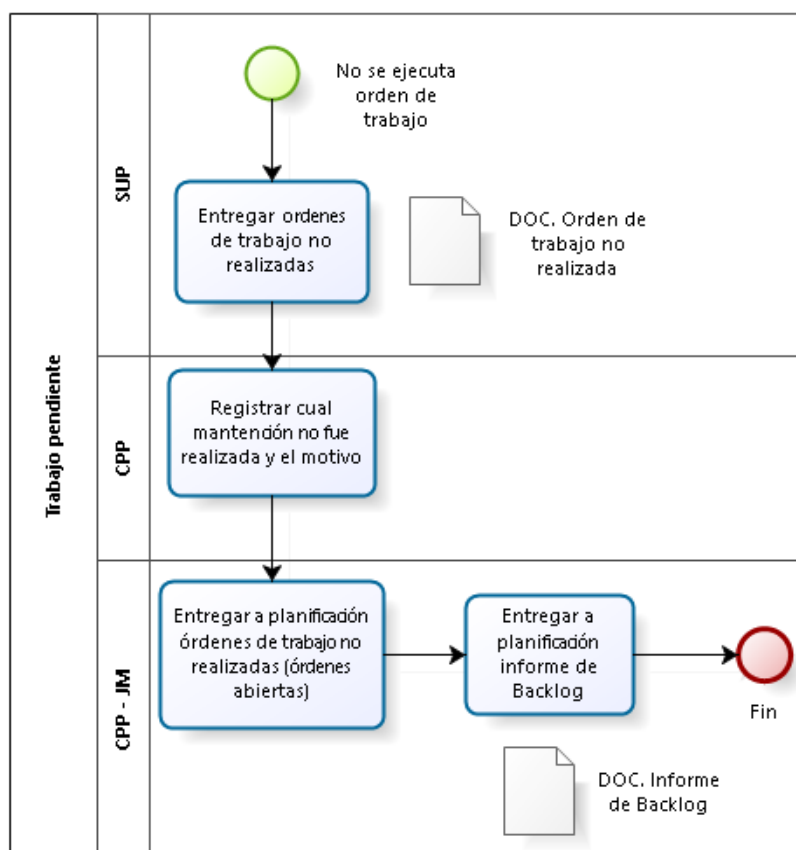 Trabajo pendiente
SUP
No se ejecuta
orden de
trabajo
Entregar ordenes
de trabajo no
realizadas
DOC. Orden de
trabajo no
realizada
CPP
Registrar cual
mantención no fue
realizada y el motivo
CPP - JM
Entregar a planificación
órdenes de trabajo no
realizadas (órdenes
abiertas)
Entregar a
planificación
informe de
Backlog
Fin
DOC. Informe
de Backlog